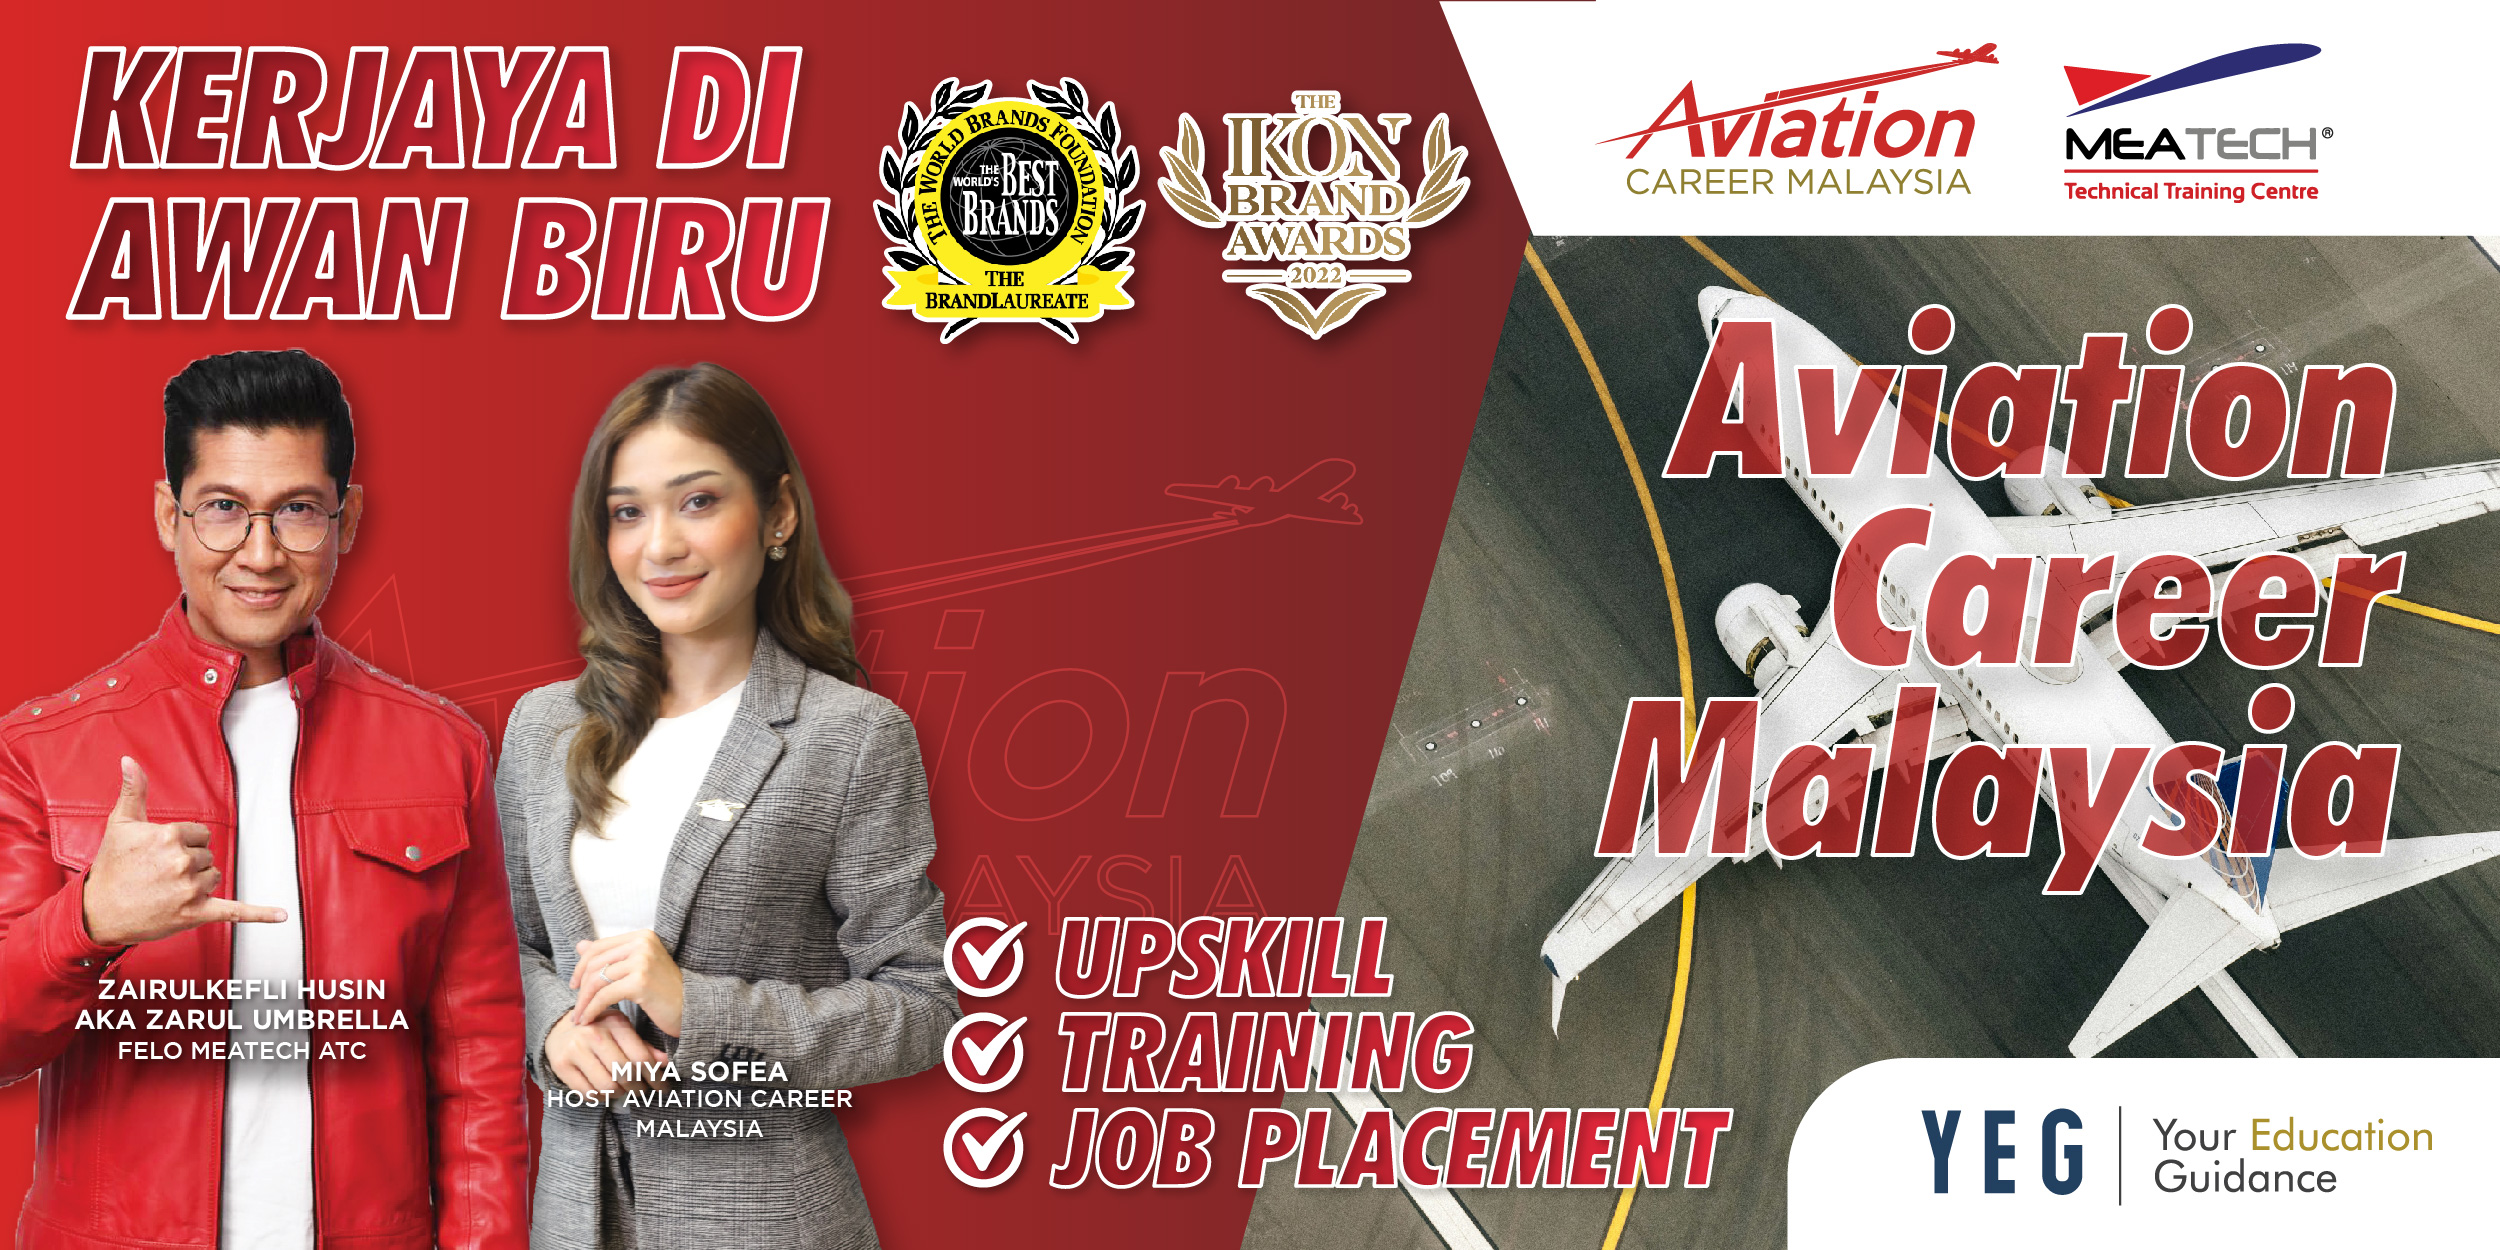 KERJAYA DI
AWAN BIRU
THE WORLD BRANDS FOUNDATION
THE
WORLD'S
BEST
BRANDS
THE
BRANDLAUREATE
THE
IKON
BRAND
AWARDS
2022
Aviation
CAREER MALAYSIA
MEATECH®
Technical Training Centre
Aviation
Career
Malaysia
ZAIRULKEFLI HUSIN
AKA ZARUL UMBRELLA
FELO MEATECH ATC
MIYA SOFEA
HOST AVIATION CAREER
MALAYSIA
UPSKILL
TRAINING
JOB PLACEMENT
YEG
Your Education
Guidance